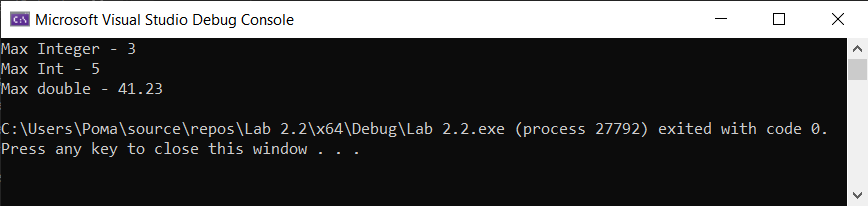 Microsoft Visual Studio Debug Console
Max Integer - 3
Max Int - 5
Max double - 41.23
C:\Users\Рома\source\repos\Lab 2.2\x64\Debug\Lab 2.2.exe (process 27792) exited with code 0.
Press any key to close this window . . .